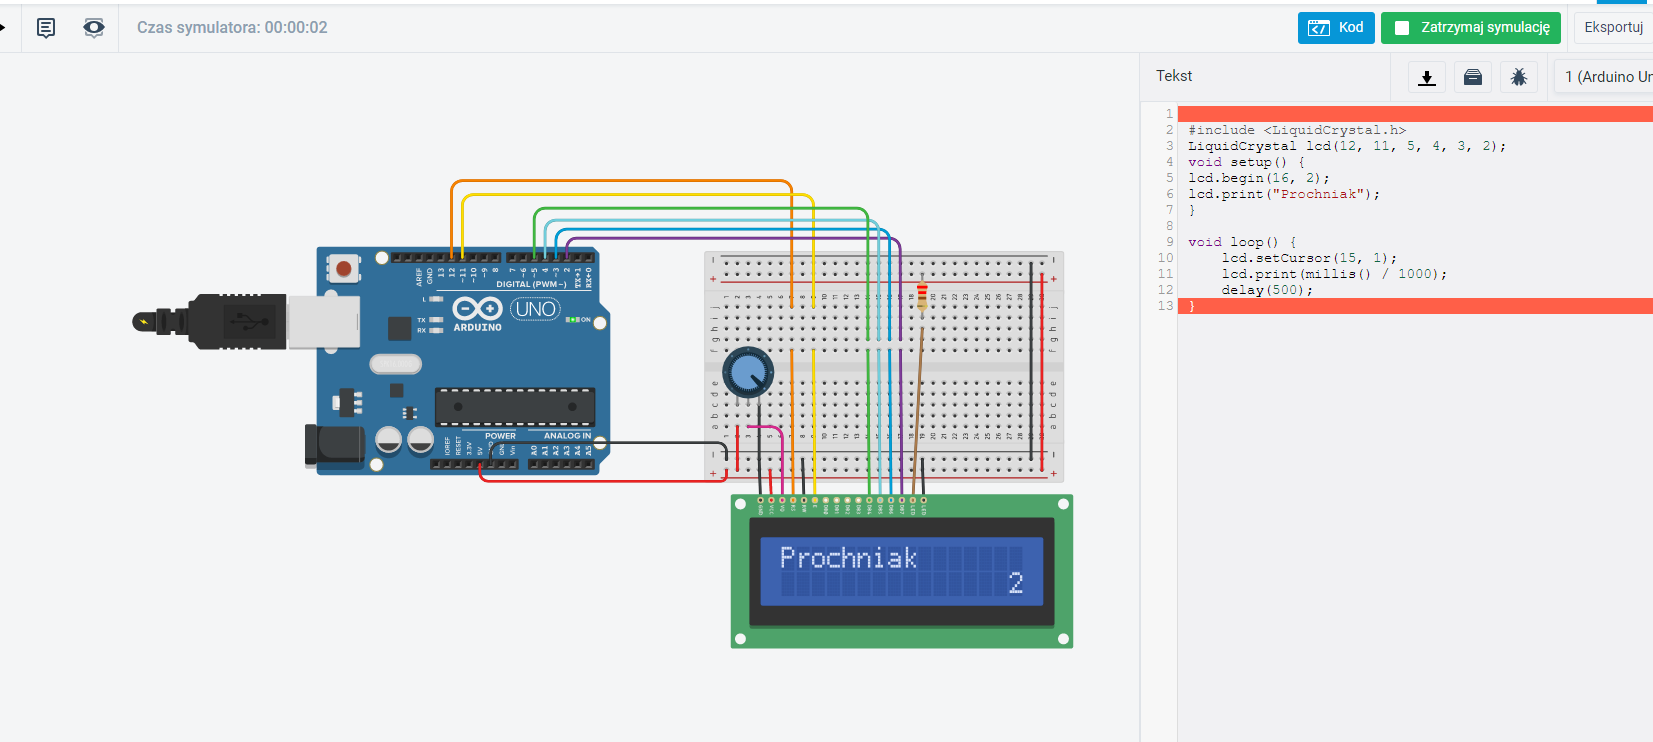 Czas symulatora: 00:00:02
Kod
Zatrzymaj symulację
Eksportuj
Tekst
1 (Arduino Un
1
2 #include <LiquidCrystal.h>
3 LiquidCrystal lcd(12, 11, 5, 4, 3, 2);
4 void setup() {
5 lcd.begin(16, 2);
6 lcd.print("Prochniak");
7 }
8
9 void loop() {
10 lcd.setCursor(15, 1);
11 lcd.print(millis() / 1000);
12 delay(500);
13 }
AREF
GND
13
12
~11
~10
~9
8
7
~6
~5
4
~3
2
TX→1
RX←0
DIGITAL (PWM~)
L
TX
RX
UNO
ARDUINO
ON
POWER
ANALOG IN
IOREF
RESET
3.3V
5V
GND
Vin
A0
A1
A2
A3
A4
A5
Prochniak
2